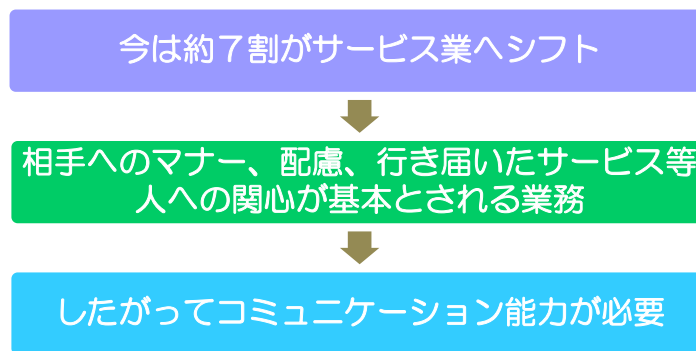 今は約７割がサービス業へシフト
相手へのマナー、配慮、行き届いたサービス等
人への関心が基本とされる業務
したがってコミュニケーション能力が必要